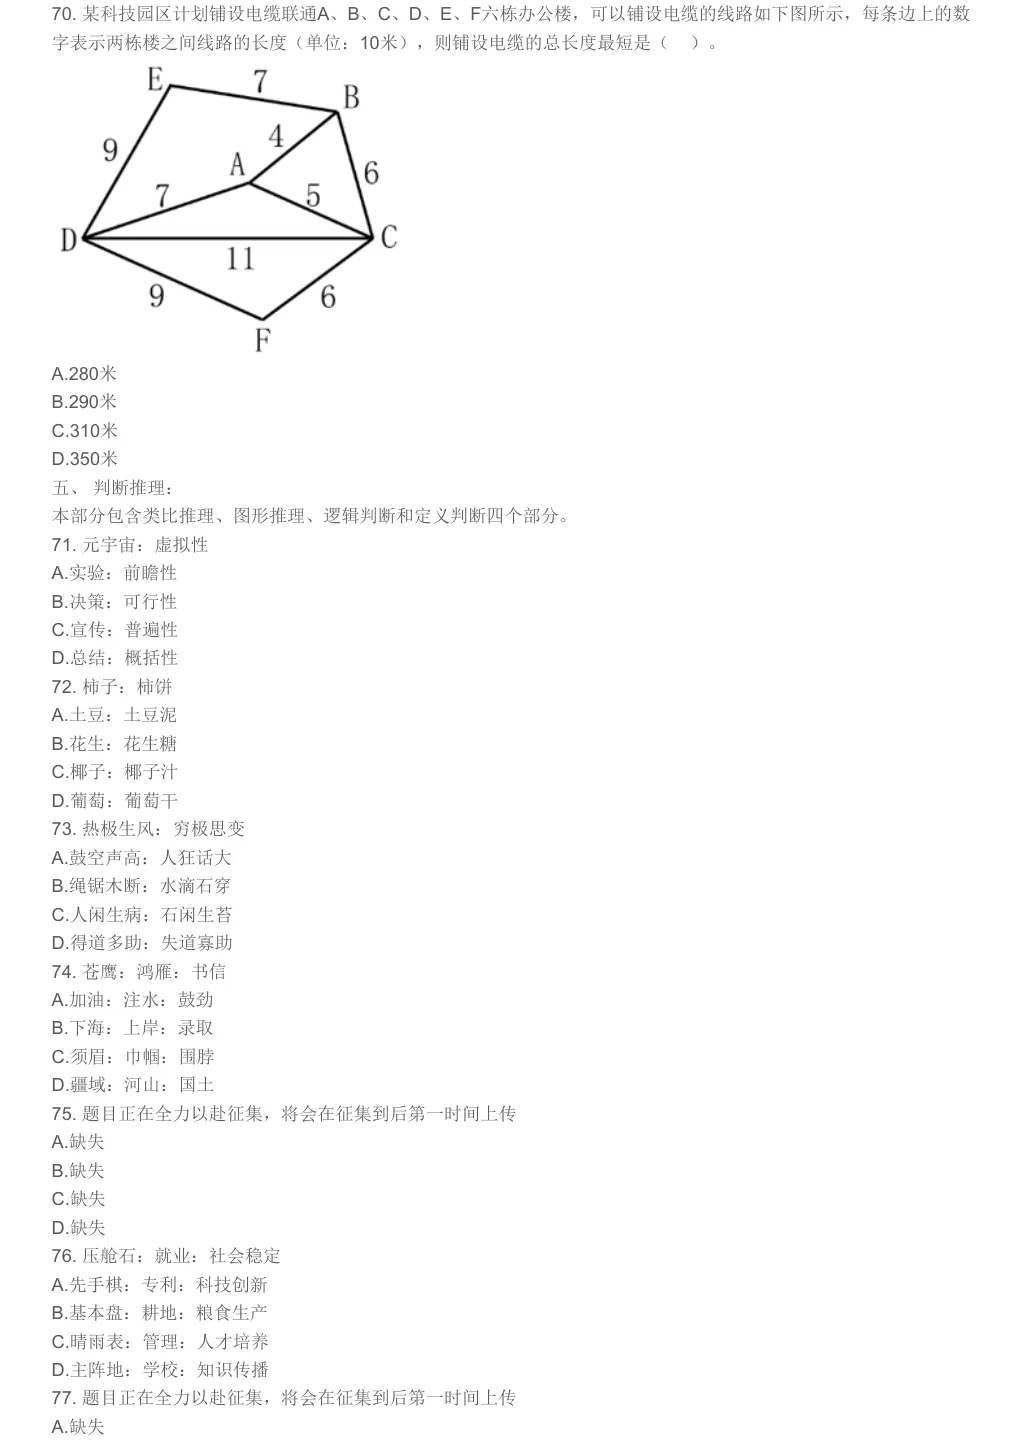 70. 某科技园区计划铺设电缆联通A、B、C、D、E、F六栋办公楼，可以铺设电缆的线路如下图所示，每条边上的数
字表示两栋楼之间线路的长度（单位：10米），则铺设电缆的总长度最短是（　）。
E
7
B
9
4
A
6
7
5
D
C
11
9
6
F
A.280米
B.290米
C.310米
D.350米
五、 判断推理：
本部分包含类比推理、图形推理、逻辑判断和定义判断四个部分。
71. 元宇宙：虚拟性
A.实验：前瞻性
B.决策：可行性
C.宣传：普遍性
D.总结：概括性
72. 柿子：柿饼
A.土豆：土豆泥
B.花生：花生糖
C.椰子：椰子汁
D.葡萄：葡萄干
73. 热极生风：穷极思变
A.鼓空声高：人狂话大
B.绳锯木断：水滴石穿
C.人闲生病：石闲生苔
D.得道多助：失道寡助
74. 苍鹰：鸿雁：书信
A.加油：注水：鼓劲
B.下海：上岸：录取
C.须眉：巾帼：围脖
D.疆域：河山：国土
75. 题目正在全力以赴征集，将会在征集到后第一时间上传
A.缺失
B.缺失
C.缺失
D.缺失
76. 压舱石：就业：社会稳定
A.先手棋：专利：科技创新
B.基本盘：耕地：粮食生产
C.晴雨表：管理：人才培养
D.主阵地：学校：知识传播
77. 题目正在全力以赴征集，将会在征集到后第一时间上传
A.缺失